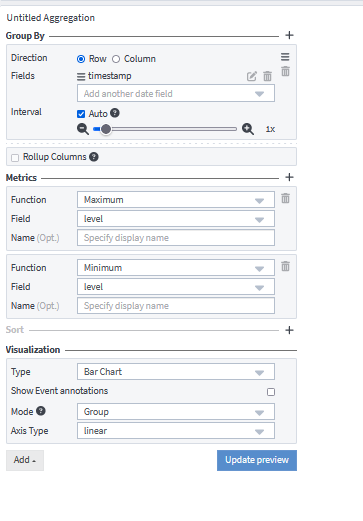 Untitled Aggregation
Group By +
Direction Row Column
Fields timestamp
Add another date field
Interval Auto ?
1x
Rollup Columns ?
Metrics +
Function Maximum
Field level
Name (Opt.) Specify display name
Function Minimum
Field level
Name (Opt.) Specify display name
Sort +
Visualization
Type Bar Chart
Show Event annotations
Mode ? Group
Axis Type linear
Add Update preview